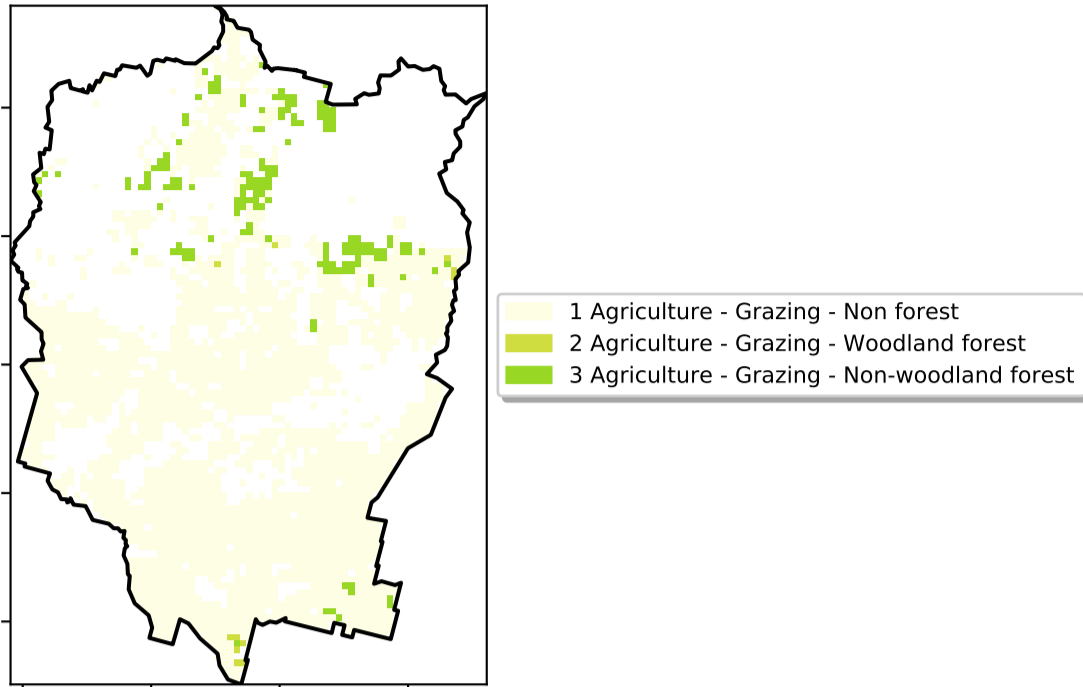 1 Agriculture - Grazing - Non forest
2 Agriculture - Grazing - Woodland forest
3 Agriculture - Grazing - Non-woodland forest